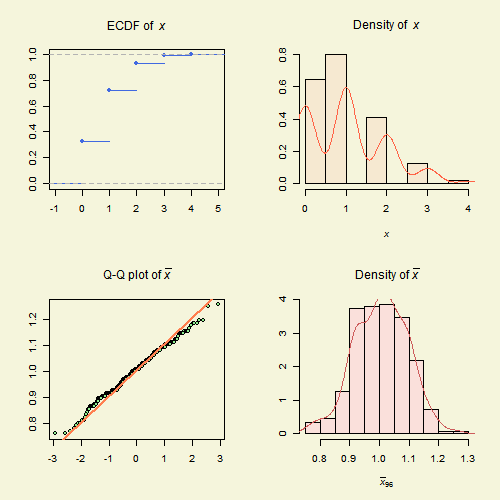 ECDF of x
Density of x
0.0 0.2 0.4 0.6 0.8 1.0
-1 0 1 2 3 4 5
0.0 0.2 0.4 0.6 0.8
0 1 2 3 4
x
Q-Q plot of x̅
Density of x̅
0.8 0.9 1.0 1.1 1.2
-3 -2 -1 0 1 2 3
0 1 2 3 4
0.8 0.9 1.0 1.1 1.2 1.3
x̅96